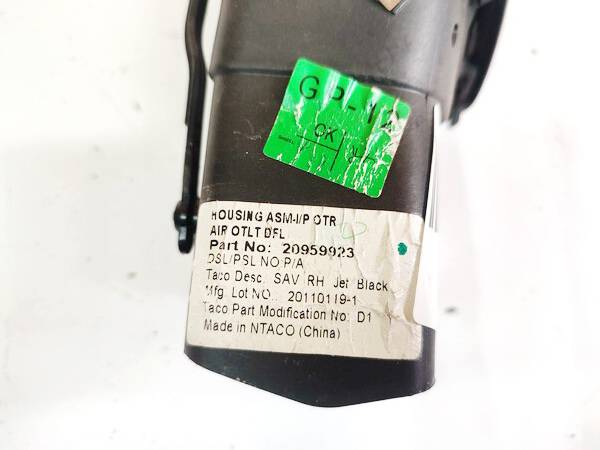 GP-12
OK
HOUSING ASM-I/P OTR
AIR OTLT DFL
Part No: 20959923
DSL/PSL NO:P/A
Taco Desc: SAV RH Jet Black
Mfg Lot NO.: 20110119-1
Taco Part Modification No: D1
Made in NTACO (China)